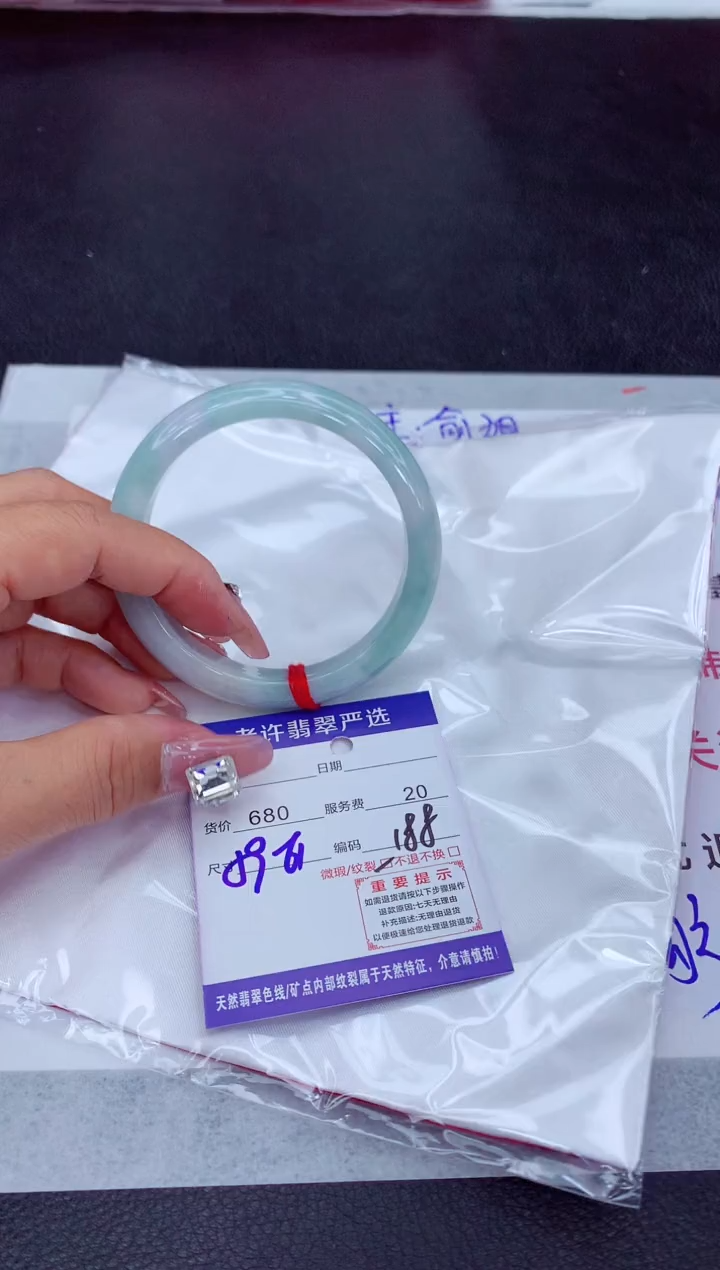 俞
老许翡翠严选
日期
货价 680 服务费 20
尺 编码 188
微瑕/纹裂 不退不换
重要提示
如需退货请按以下步骤操作
退款原因:七天无理由
补充描述:无理由退货
以便极速给您处理退货退款
天然翡翠色线/矿点内部纹裂属于天然特征,介意请慎拍!